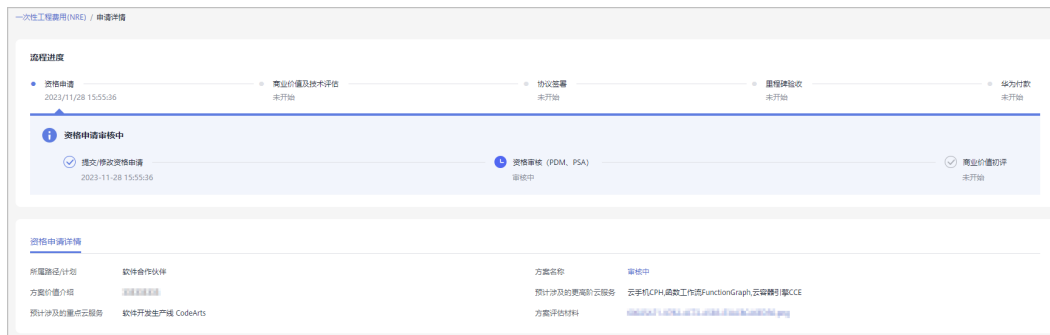 一次性工程费用(NRE) / 申请详情
流程进度
资格申请 商业价值及技术评估 协议签署 里程碑验收 华为付款
2023/11/28 15:55:36 未开始 未开始 未开始 未开始
资格申请审核中
提交/修改资格申请 资格审核（PDM、PSA） 商业价值初评
2023-11-28 15:55:36 审核中 未开始
资格申请详情
所属路径/计划 软件合作伙伴 方案名称 审核中
方案价值介绍 预计涉及的更高阶云服务 云手机CPH,函数工作流FunctionGraph,云容器引擎CCE
预计涉及的重点云服务 软件开发生产线 CodeArts 方案评估材料